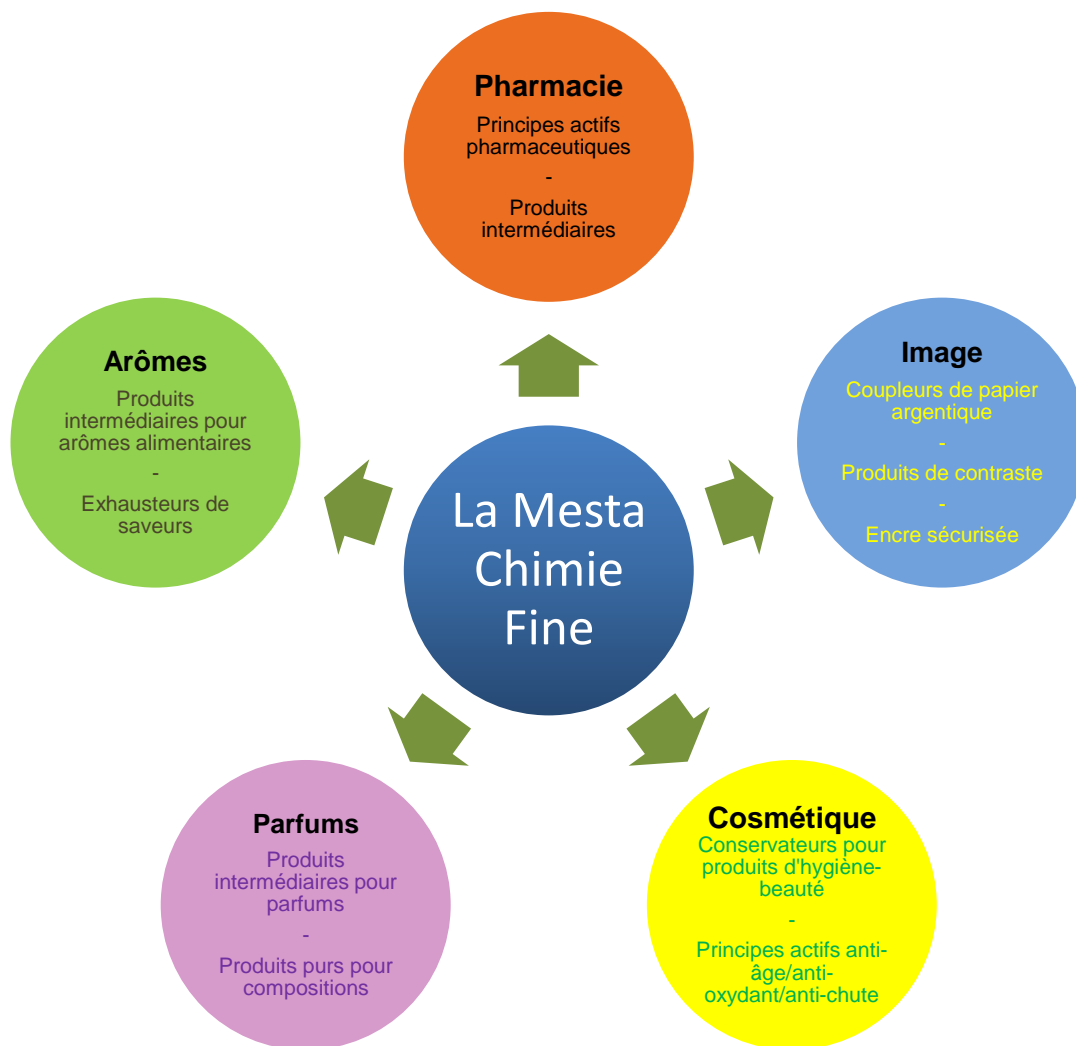 Pharmacie
Principes actifs
pharmaceutiques
-
Produits
intermédiaires
Arômes
Produits
intermédiaires pour
arômes alimentaires
-
Exhausteurs de
saveurs
Image
Coupleurs de papier
argentique
-
Produits de contraste
-
Encre sécurisée
La Mesta
Chimie
Fine
Parfums
Produits
intermédiaires pour
parfums
-
Produits purs pour
compositions
Cosmétique
Conservateurs pour
produits d'hygiène-
beauté
-
Principes actifs anti-
âge/anti-
oxydant/anti-chute